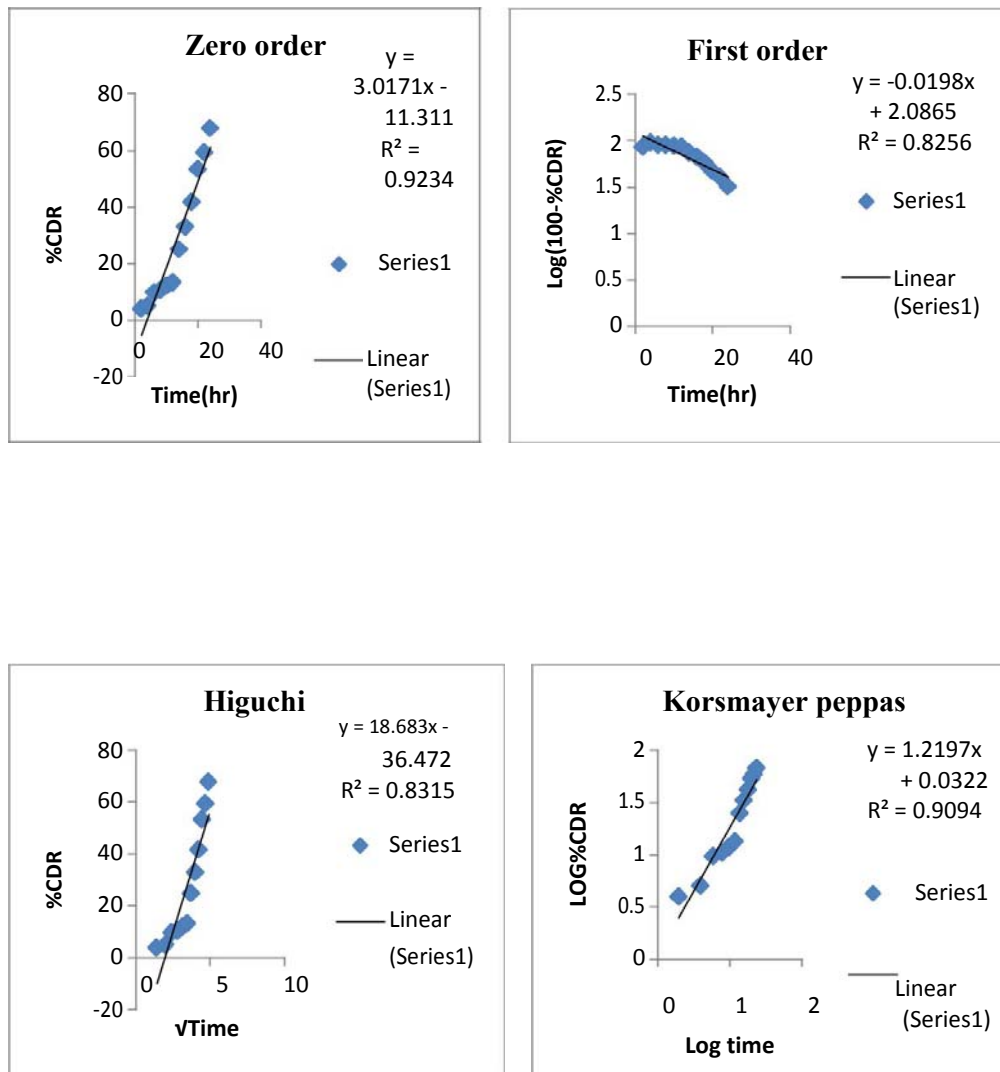 Zero order
y =
3.0171x -
11.311
R² =
0.9234
80
60
40
20
0
-20
%CDR
0 20 40
Time(hr)
Series1
Linear
(Series1)
First order
y = -0.0198x
+ 2.0865
R² = 0.8256
2.5
2
1.5
1
0.5
0
Log(100-%CDR)
0 20 40
Time(hr)
Series1
Linear
(Series1)
Higuchi
y = 18.683x -
36.472
R² = 0.8315
80
60
40
20
0
-20
%CDR
0 5 10
√Time
Series1
Linear
(Series1)
Korsmayer peppas
y = 1.2197x
+ 0.0322
R² = 0.9094
2
1.5
1
0.5
0
LOG%CDR
0 1 2
Log time
Series1
Linear
(Series1)